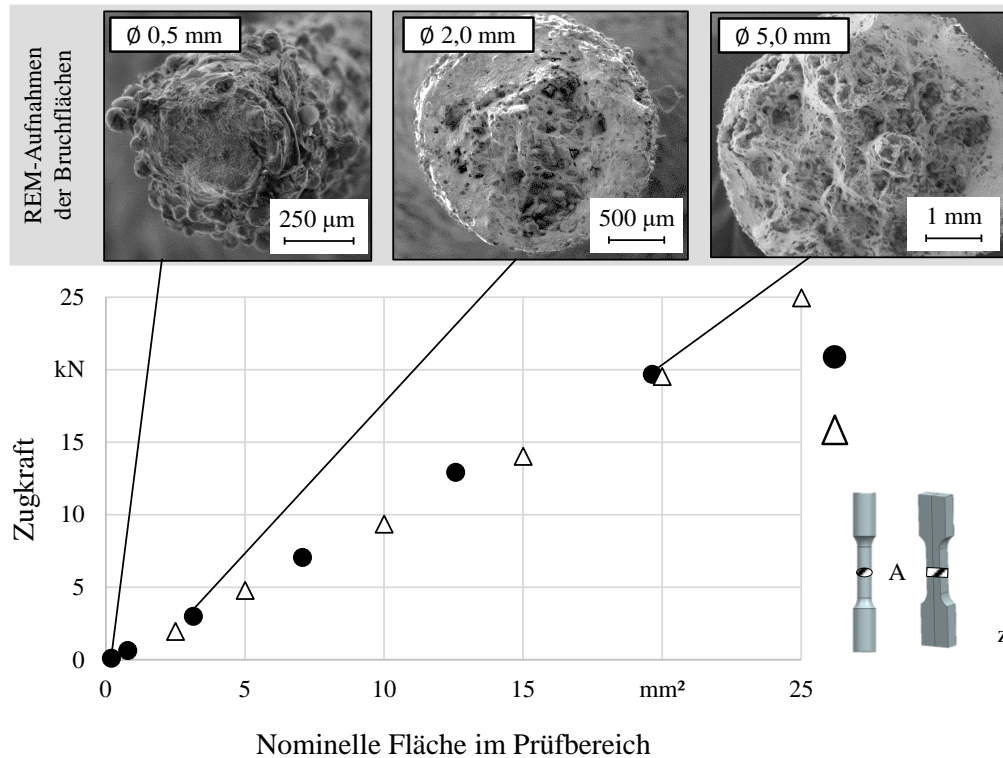 REM-Aufnahmen
der Bruchflächen
Ø 0,5 mm
Ø 2,0 mm
Ø 5,0 mm
250 µm
500 µm
1 mm
25
kN
15
10
5
0
Zugkraft
0
5
10
15
mm²
25
Nominelle Fläche im Prüfbereich
A
z